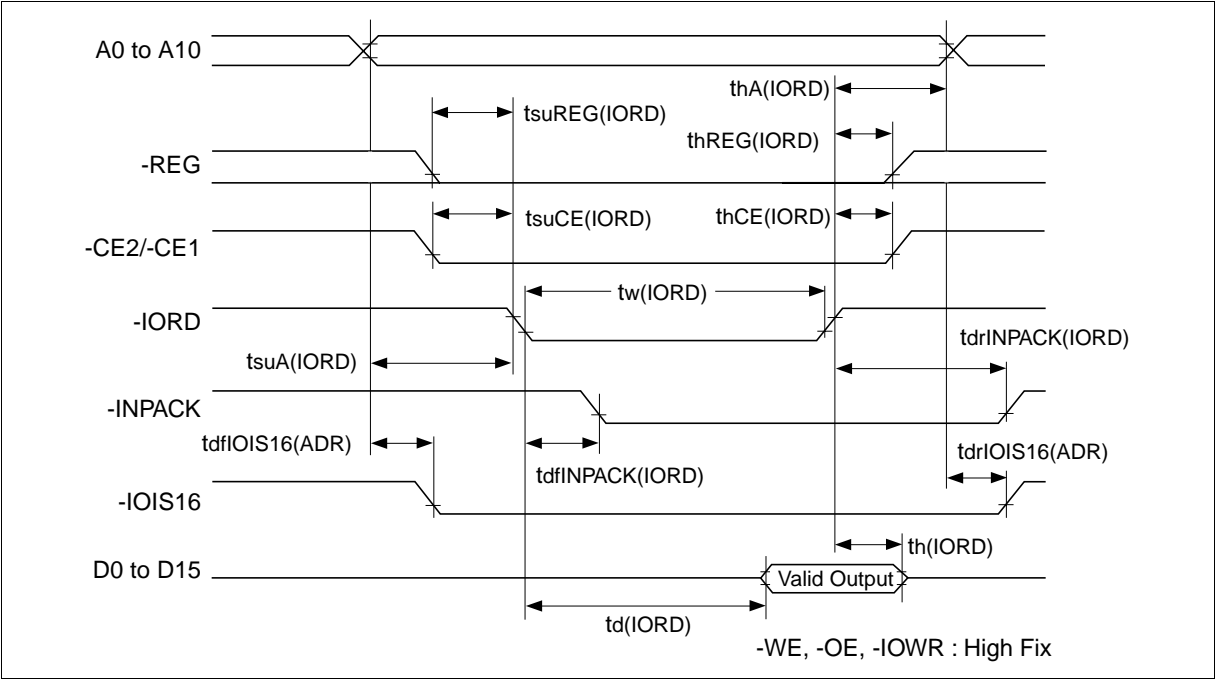 A0 to A10
thA(IORD)
tsuREG(IORD)
thREG(IORD)
-REG
tsuCE(IORD)
thCE(IORD)
-CE2/-CE1
tw(IORD)
-IORD
tdrINPACK(IORD)
tsuA(IORD)
-INPACK
tdfIOIS16(ADR)
tdrIOIS16(ADR)
tdfINPACK(IORD)
-IOIS16
th(IORD)
D0 to D15
Valid Output
td(IORD)
-WE, -OE, -IOWR : High Fix